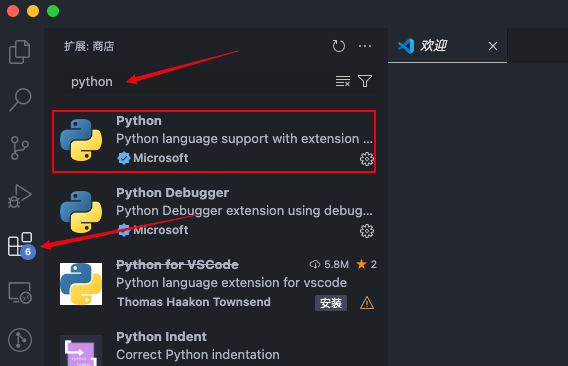 扩展: 商店
欢迎
python
Python
Python language support with extension ...
Microsoft
Python Debugger
Python Debugger extension using debug...
Microsoft
6
Python for VSCode
5.8M
2
Python language extension for vscode
Thomas Haakon Townsend
安装
Python Indent
Correct Python indentation